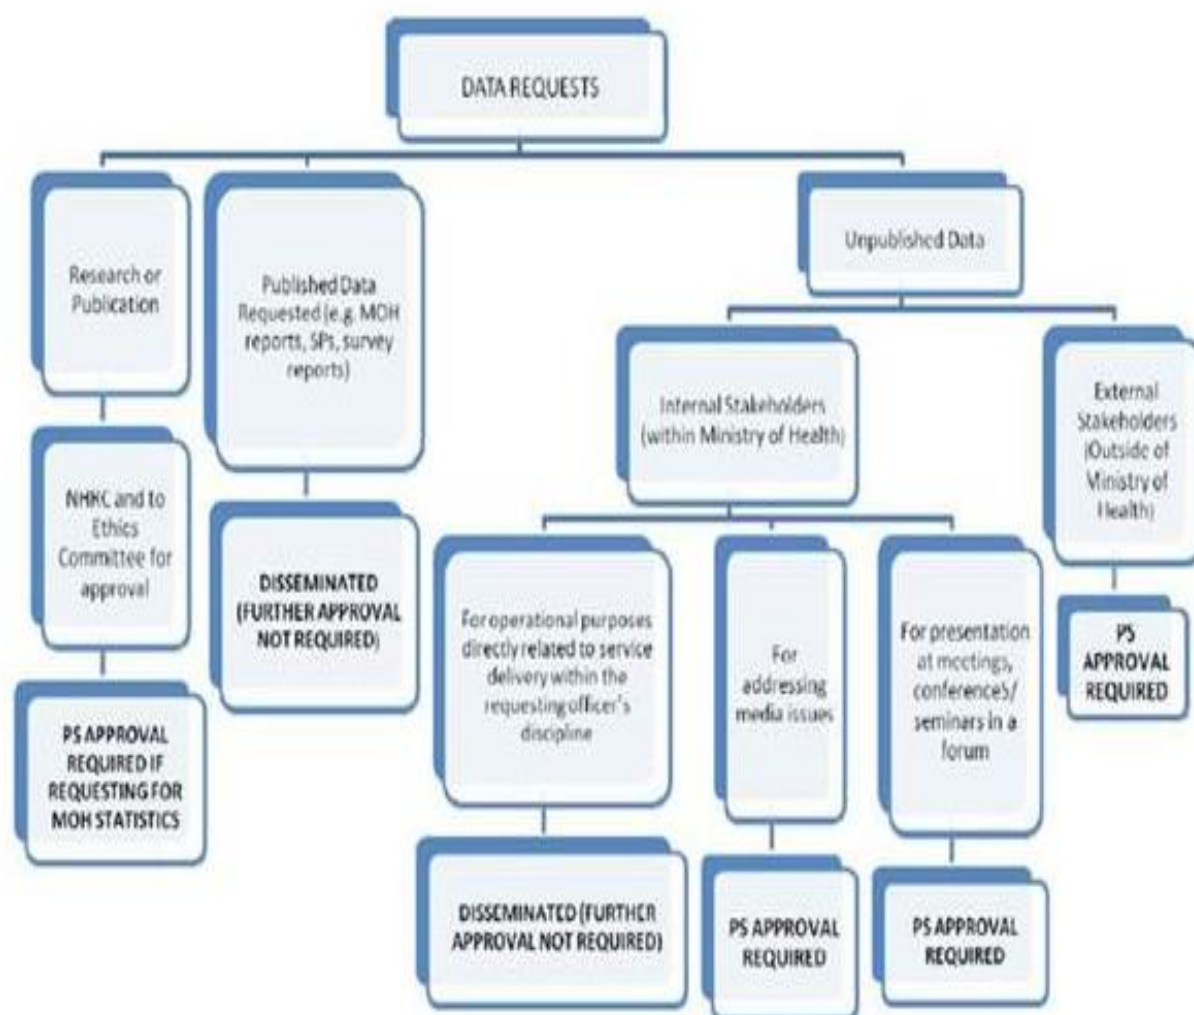 DATA REQUESTS
Research or
Publication
Published Data
Requested (e.g. MOH
reports, SPs, survey
reports)
Unpublished Data
Internal Stakeholders
(within Ministry of Health)
External
Stakeholders
(Outside of
Ministry of
Health)
NHRC and to
Ethics
Committee for
approval
DISSEMINATED
(FURTHER APPROVAL
NOT REQUIRED)
For operational purposes
directly related to service
delivery within the
requesting officer's
discipline
For
addressing
media issues
For presentation
at meetings,
conferences/
seminars in a
forum
PS
APPROVAL
REQUIRED
PS APPROVAL
REQUIRED IF
REQUESTING FOR
MOH STATISTICS
DISSEMINATED (FURTHER
APPROVAL NOT REQUIRED)
PS APPROVAL
REQUIRED
PS APPROVAL
REQUIRED